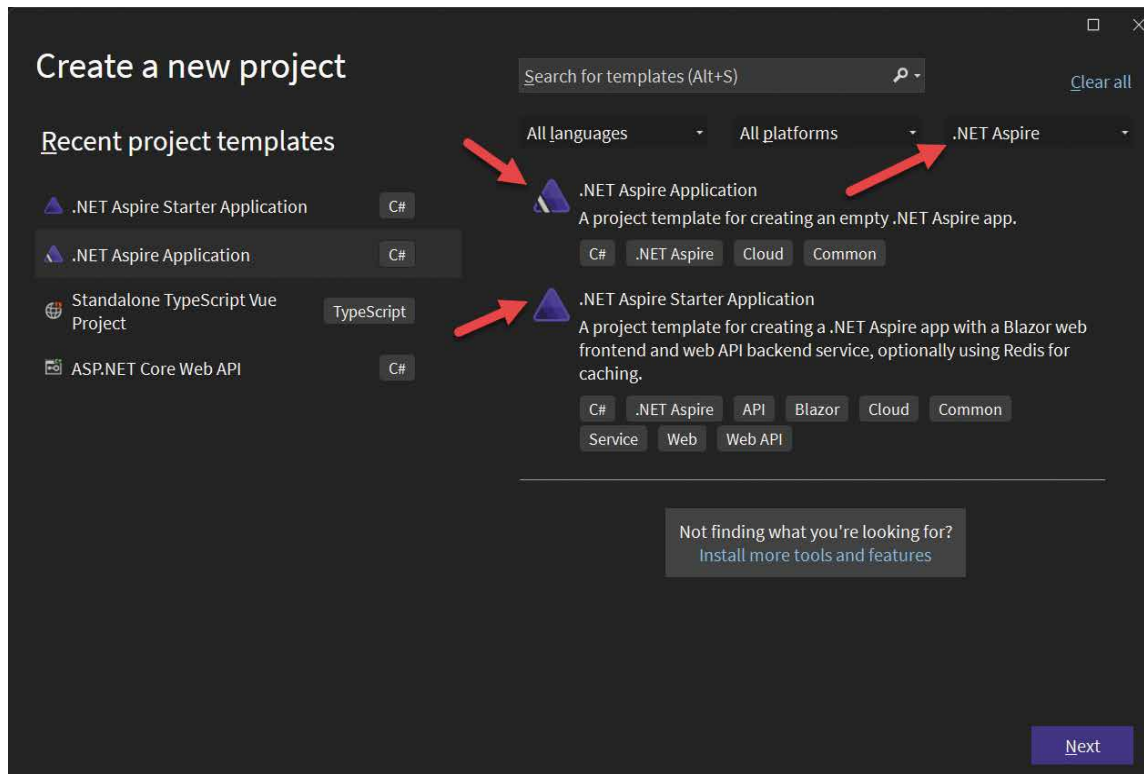 Create a new project
Search for templates (Alt+S)
Clear all
Recent project templates
All languages
All platforms
.NET Aspire
.NET Aspire Starter Application
C#
.NET Aspire Application
C#
Standalone TypeScript Vue
Project
TypeScript
ASP.NET Core Web API
C#
.NET Aspire Application
A project template for creating an empty .NET Aspire app.
C# .NET Aspire Cloud Common
.NET Aspire Starter Application
A project template for creating a .NET Aspire app with a Blazor web
frontend and web API backend service, optionally using Redis for
caching.
C# .NET Aspire API Blazor Cloud Common
Service Web Web API
Not finding what you're looking for?
Install more tools and features
Next